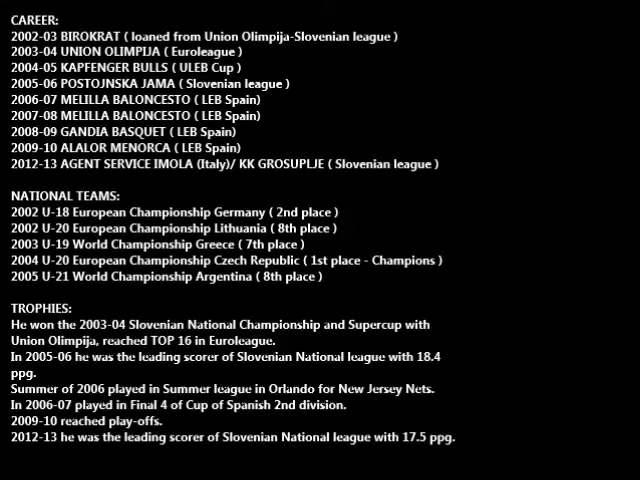 CAREER:
2002-03 BIROKRAT ( loaned from Union Olimpija-Slovenian league )
2003-04 UNION OLIMPIJA ( Euroleague )
2004-05 KAPFENGER BULLS ( ULEB Cup )
2005-06 POSTOJNSKA JAMA ( Slovenian league )
2006-07 MELILLA BALONCESTO ( LEB Spain)
2007-08 MELILLA BALONCESTO ( LEB Spain)
2008-09 GANDIA BASQUET ( LEB Spain)
2009-10 ALALOR MENORCA ( LEB Spain)
2012-13 AGENT SERVICE IMOLA (Italy)/ KK GROSUPLJE ( Slovenian league )
NATIONAL TEAMS:
2002 U-18 European Championship Germany ( 2nd place )
2002 U-20 European Championship Lithuania ( 8th place )
2003 U-19 World Championship Greece ( 7th place )
2004 U-20 European Championship Czech Republic ( 1st place - Champions )
2005 U-21 World Championship Argentina ( 8th place )
TROPHIES:
He won the 2003-04 Slovenian National Championship and Supercup with
Union Olimpija, reached TOP 16 in Euroleague.
In 2005-06 he was the leading scorer of Slovenian National league with 18.4
ppg.
Summer of 2006 played in Summer league in Orlando for New Jersey Nets.
In 2006-07 played in Final 4 of Cup of Spanish 2nd division.
2009-10 reached play-offs.
2012-13 he was the leading scorer of Slovenian National league with 17.5 ppg.